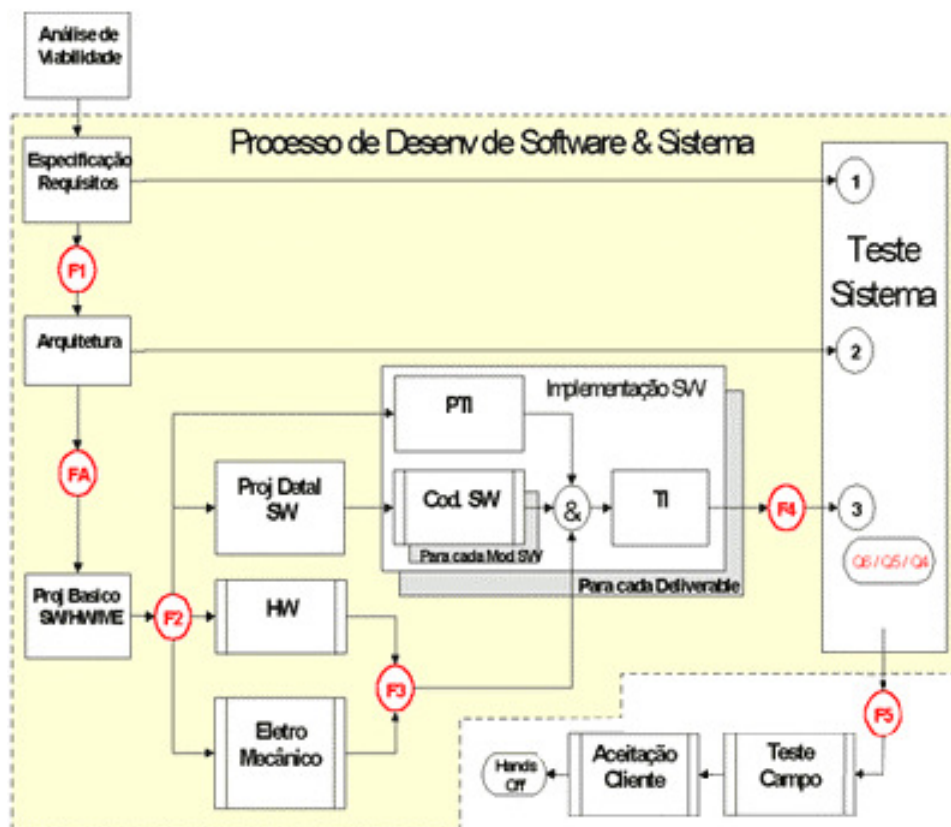 Análise de
Viabilidade
Processo de Desenv de Software & Sistema
Especificação
Requisitos
1
F1
Teste
Sistema
Arquitetura
2
Implementação SW
PTI
FA
Proj Detal
SW
Cod. SW
&
TI
F4
3
Para cada Mod SW
Q6 / Q5 / Q4
Para cada Deliverable
Proj Basico
SW/HW/ME
F2
HW
F3
Eletro
Mecânico
F5
Hands
Off
Aceitação
Cliente
Teste
Campo